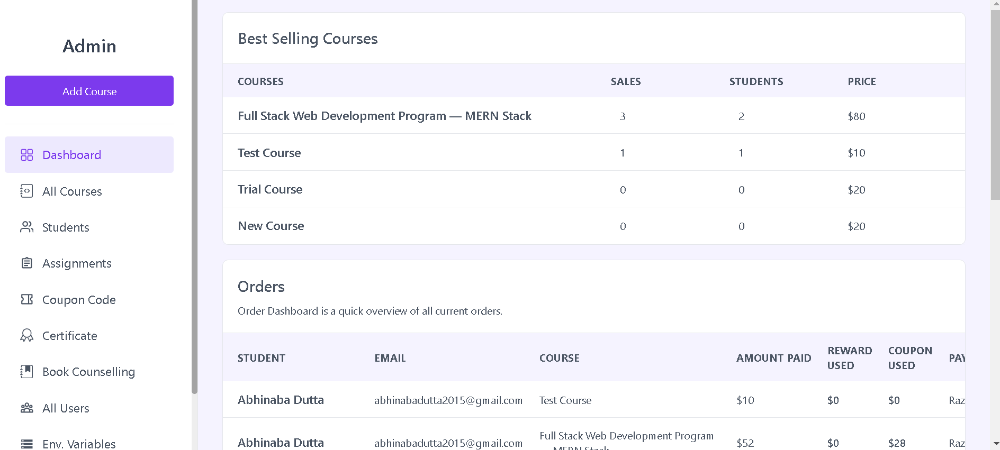 Admin
Add Course
Dashboard
All Courses
Students
Assignments
Coupon Code
Certificate
Book Counselling
All Users
Env. Variables
Best Selling Courses
COURSES SALES STUDENTS PRICE
Full Stack Web Development Program — MERN Stack 3 2 $80
Test Course 1 1 $10
Trial Course 0 0 $20
New Course 0 0 $20
Orders
Order Dashboard is a quick overview of all current orders.
STUDENT EMAIL COURSE AMOUNT PAID REWARD USED COUPON USED PAY
Abhinaba Dutta abhinabadutta2015@gmail.com Test Course $10 $0 $0 Raz
Abhinaba Dutta abhinabadutta2015@gmail.com Full Stack Web Development Program — MERN Stack $52 $0 $28 Raz